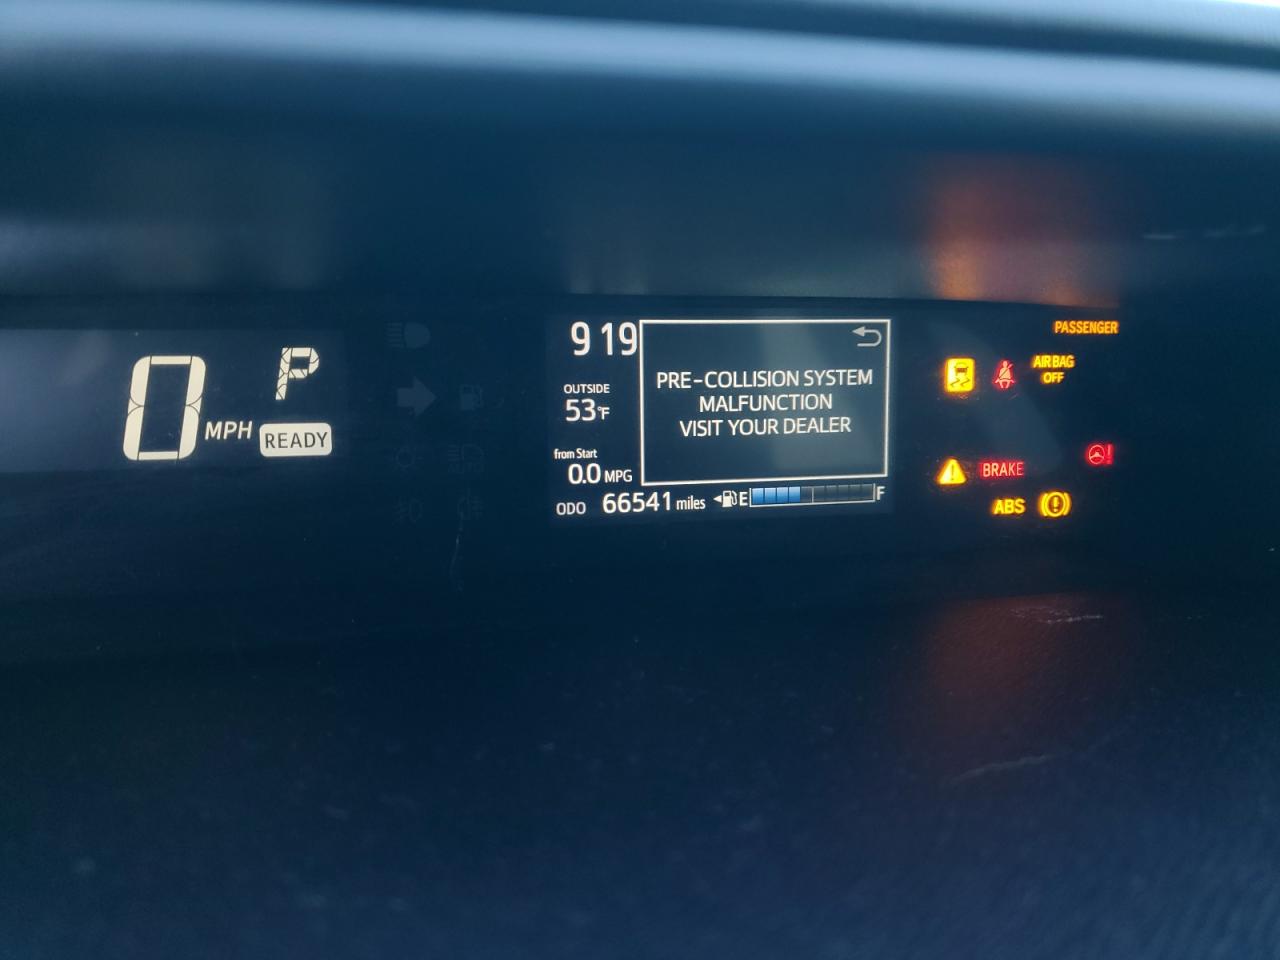 0 MPH
P
READY
9 19
OUTSIDE
53°F
from Start
0.0 MPG
ODO 66541 miles
E F
PRE-COLLISION SYSTEM
MALFUNCTION
VISIT YOUR DEALER
PASSENGER
AIR BAG
OFF
BRAKE
ABS